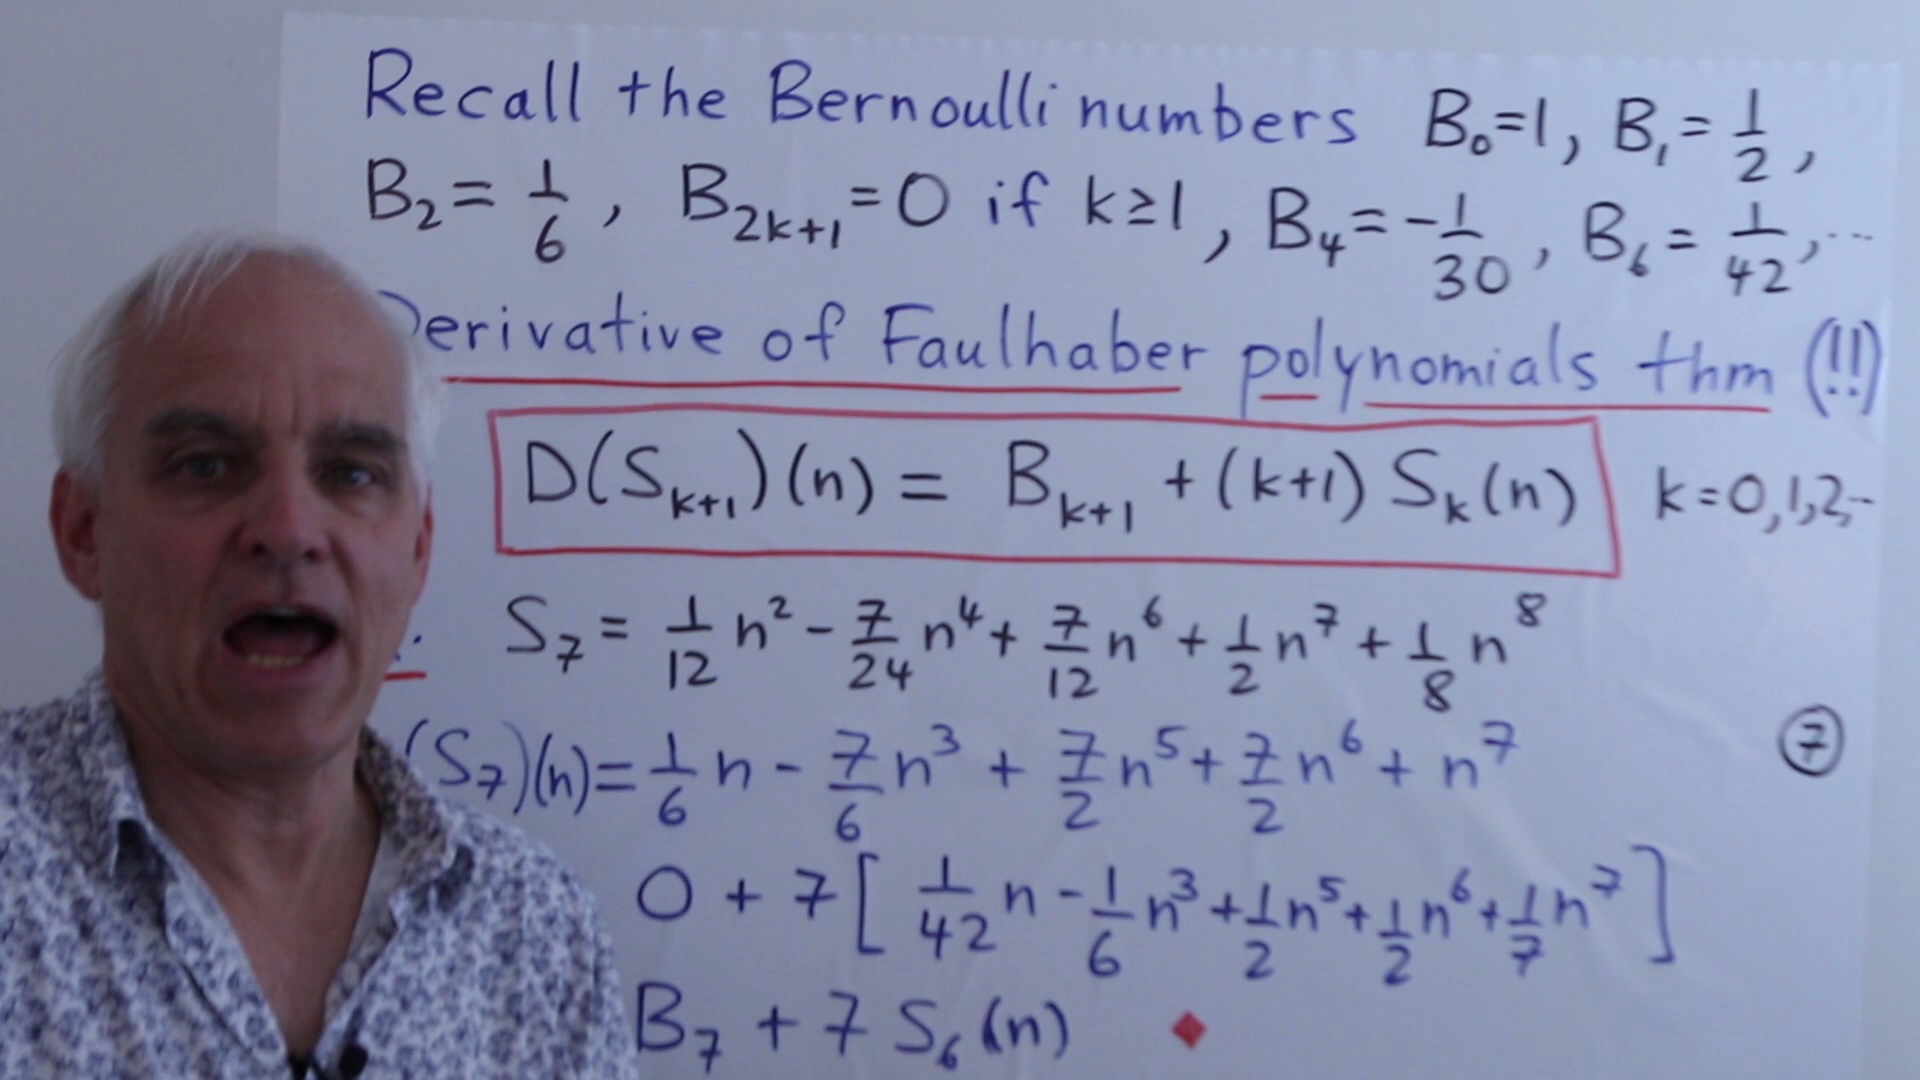 Recall the Bernoulli numbers B₀=1, B₁=1/2,
B₂=1/6, B₂ₖ₊₁=0 if k≥1, B₄=-1/30, B₆=1/42,...
Derivative of Faulhaber polynomials thm (!!)
D(Sₖ₊₁)(n) = Bₖ₊₁ + (k+1) Sₖ(n) k=0,1,2,--
S₇ = 1/12 n² - 7/24 n⁴ + 7/12 n⁶ + 1/2 n⁷ + 1/8 n⁸
(S₇)(n) = 1/6 n - 7/6 n³ + 7/2 n⁵ + 7/2 n⁶ + n⁷
7
0 + 7[1/42 n - 1/6 n³ + 1/2 n⁵ + 1/2 n⁶ + 1/7 n⁷]
B₇ + 7 S₆(n)